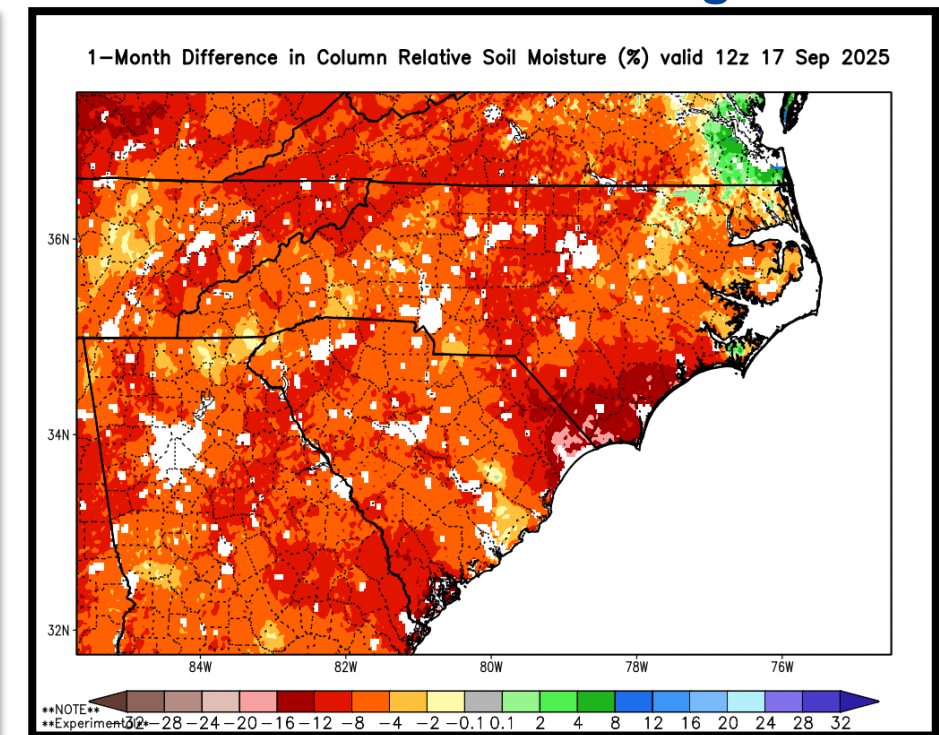 1-Month Difference in Column Relative Soil Moisture (%) valid 12z 17 Sep 2025
36N
34N
32N
84W 82W 80W 78W 76W
**NOTE**
**Experimental** -32 -28 -24 -20 -16 -12 -8 -4 -2 -0.1 0.1 2 4 8 12 16 20 24 28 32